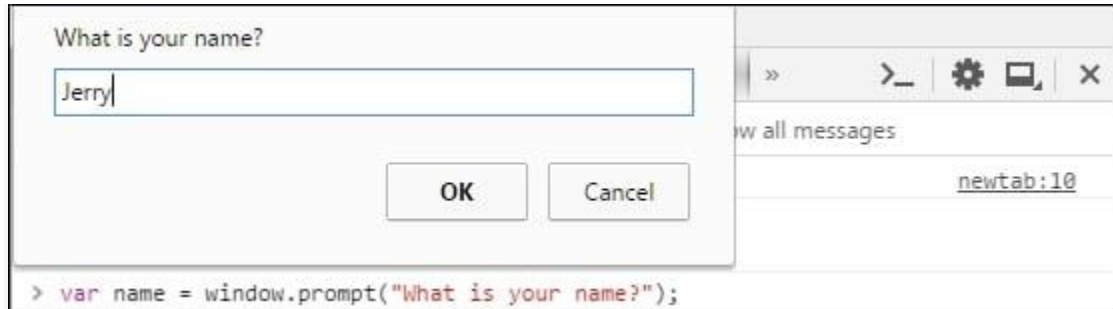 What is your name?
Jerry
»
all messages
OK Cancel
newtab:10
> var name = window.prompt("What is your name?");